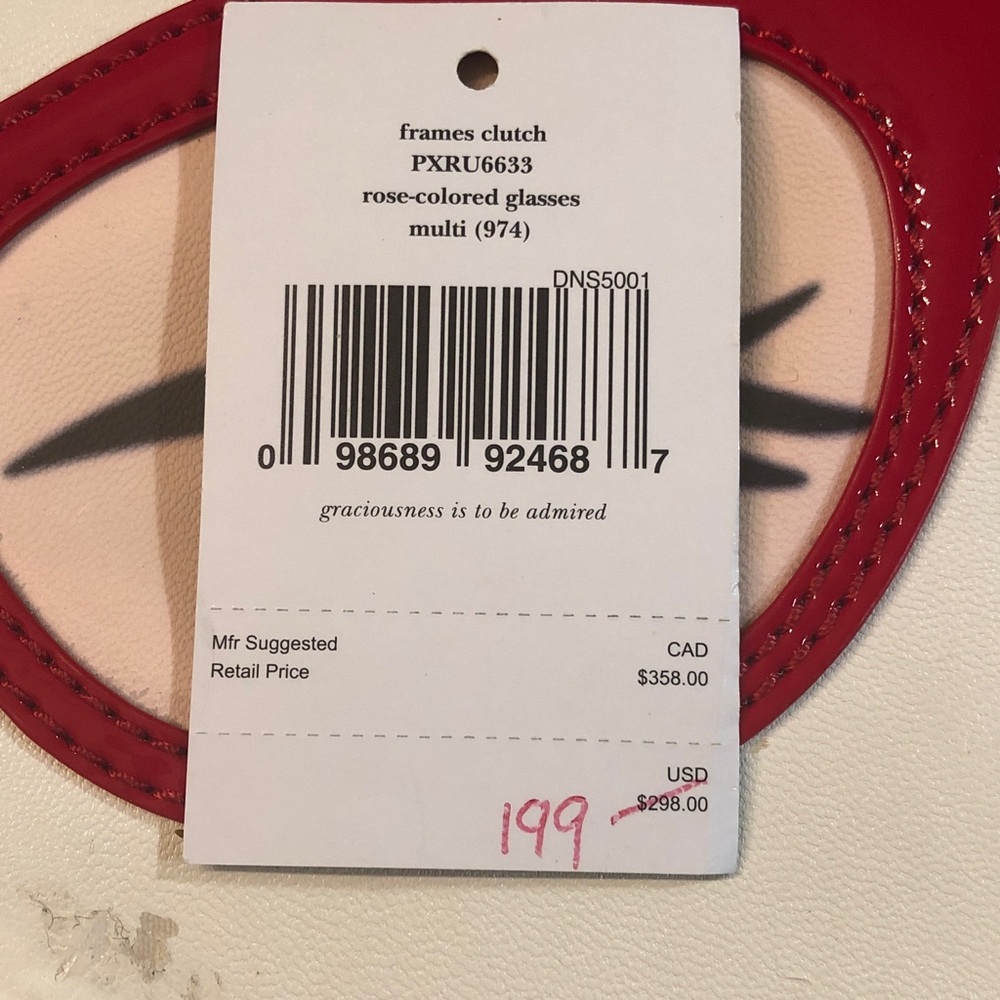 frames clutch
PXRU6633
rose-colored glasses
multi (974)
DNS5001
0 98689 92468 7
graciousness is to be admired
Mfr Suggested
Retail Price
CAD
$358.00
USD
$298.00
199